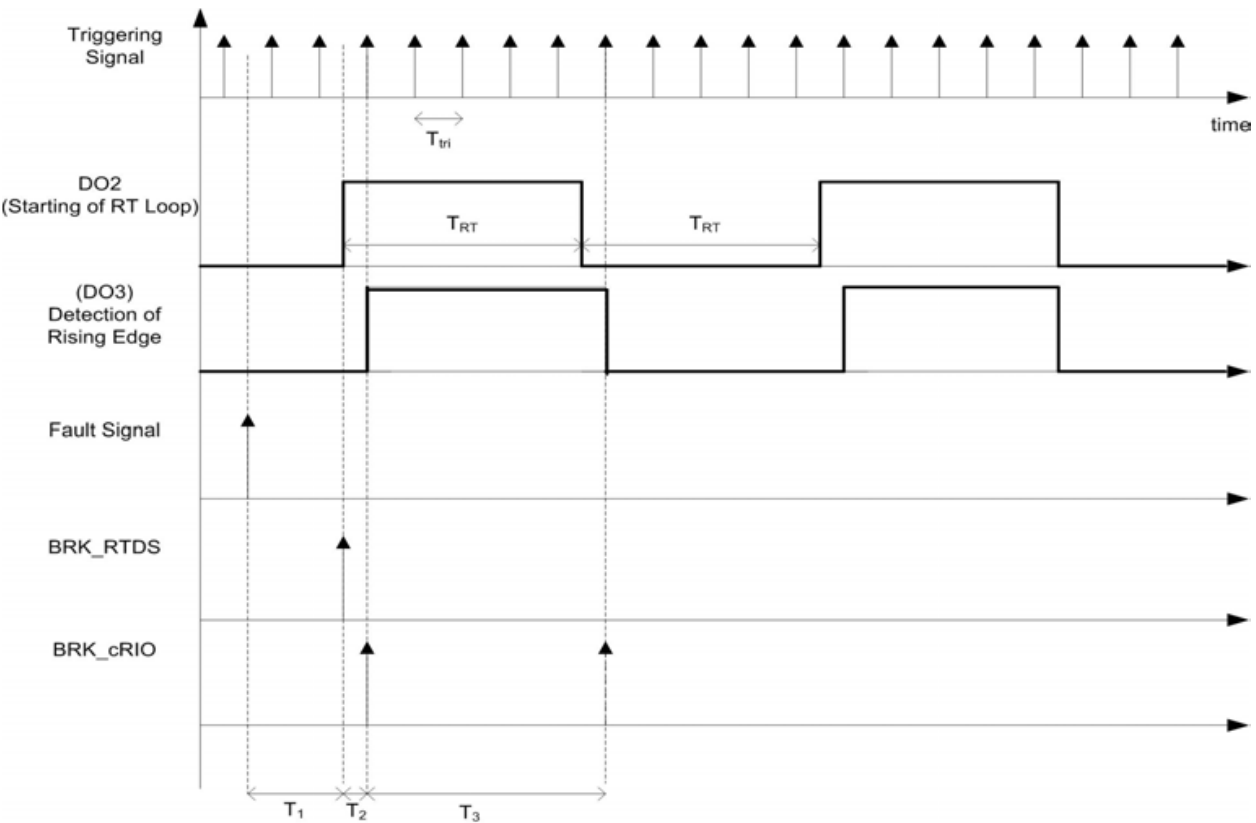 Triggering
Signal
time
Ttri
DO2
(Starting of RT Loop)
TRT
TRT
(DO3)
Detection of
Rising Edge
Fault Signal
BRK_RTDS
BRK_cRIO
T1
T2
T3